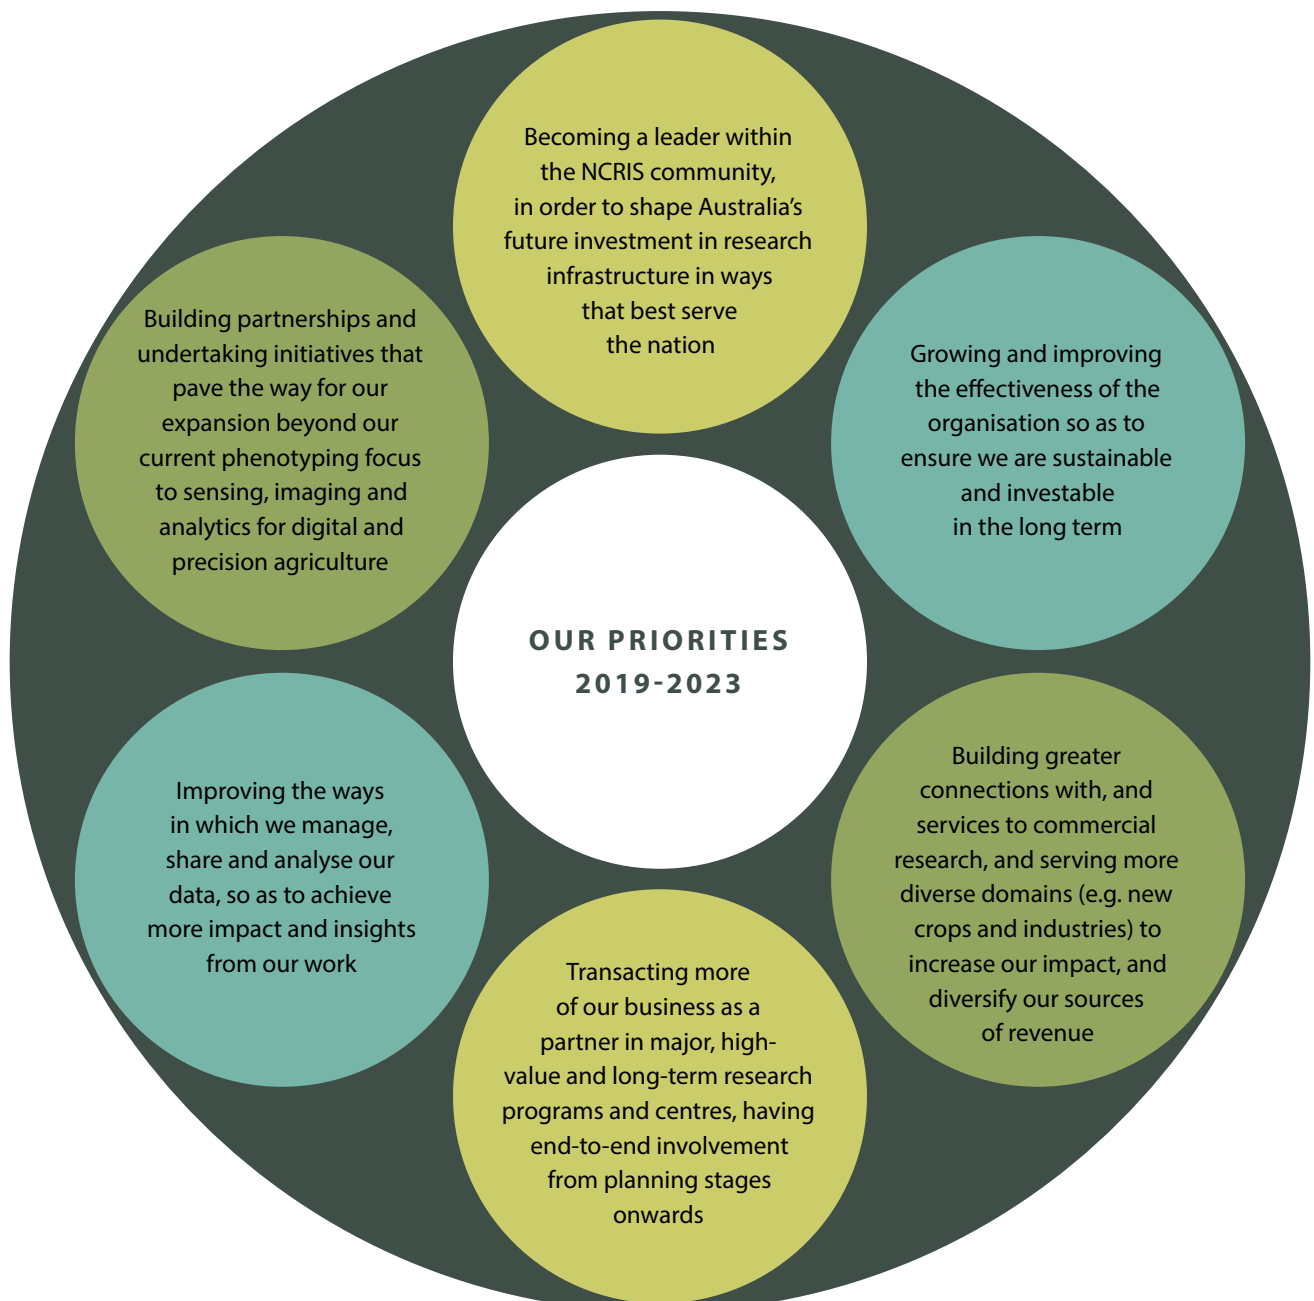 OUR PRIORITIES
2019-2023
Becoming a leader within
the NCRIS community,
in order to shape Australia's
future investment in research
infrastructure in ways
that best serve
the nation
Growing and improving
the effectiveness of the
organisation so as to
ensure we are sustainable
and investable
in the long term
Building greater
connections with, and
services to commercial
research, and serving more
diverse domains (e.g. new
crops and industries) to
increase our impact, and
diversify our sources
of revenue
Transacting more
of our business as a
partner in major, high-
value and long-term research
programs and centres, having
end-to-end involvement
from planning stages
onwards
Improving the ways
in which we manage,
share and analyse our
data, so as to achieve
more impact and insights
from our work
Building partnerships and
undertaking initiatives that
pave the way for our
expansion beyond our
current phenotyping focus
to sensing, imaging and
analytics for digital and
precision agriculture